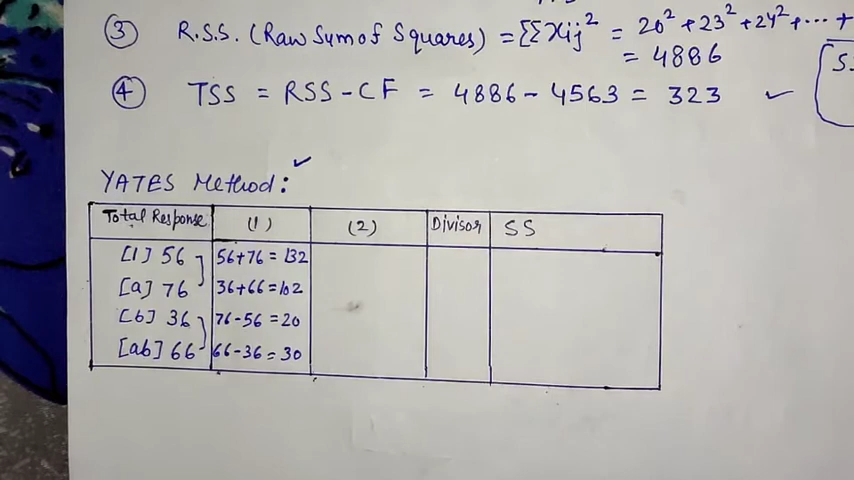 ③ R.S.S. (Raw Sum of Squares) = [ΣΣXij² = 20² + 23² + 24² + ... +
= 4886
④ TSS = RSS - CF = 4886 - 4563 = 323 ✓
YATES Method: ✓
Total Response (1) (2) Divisor SS
[1] 56 56+76 = 132
[a] 76 36+66 = 102
[b] 36 76-56 = 20
[ab] 66 66-36 = 30